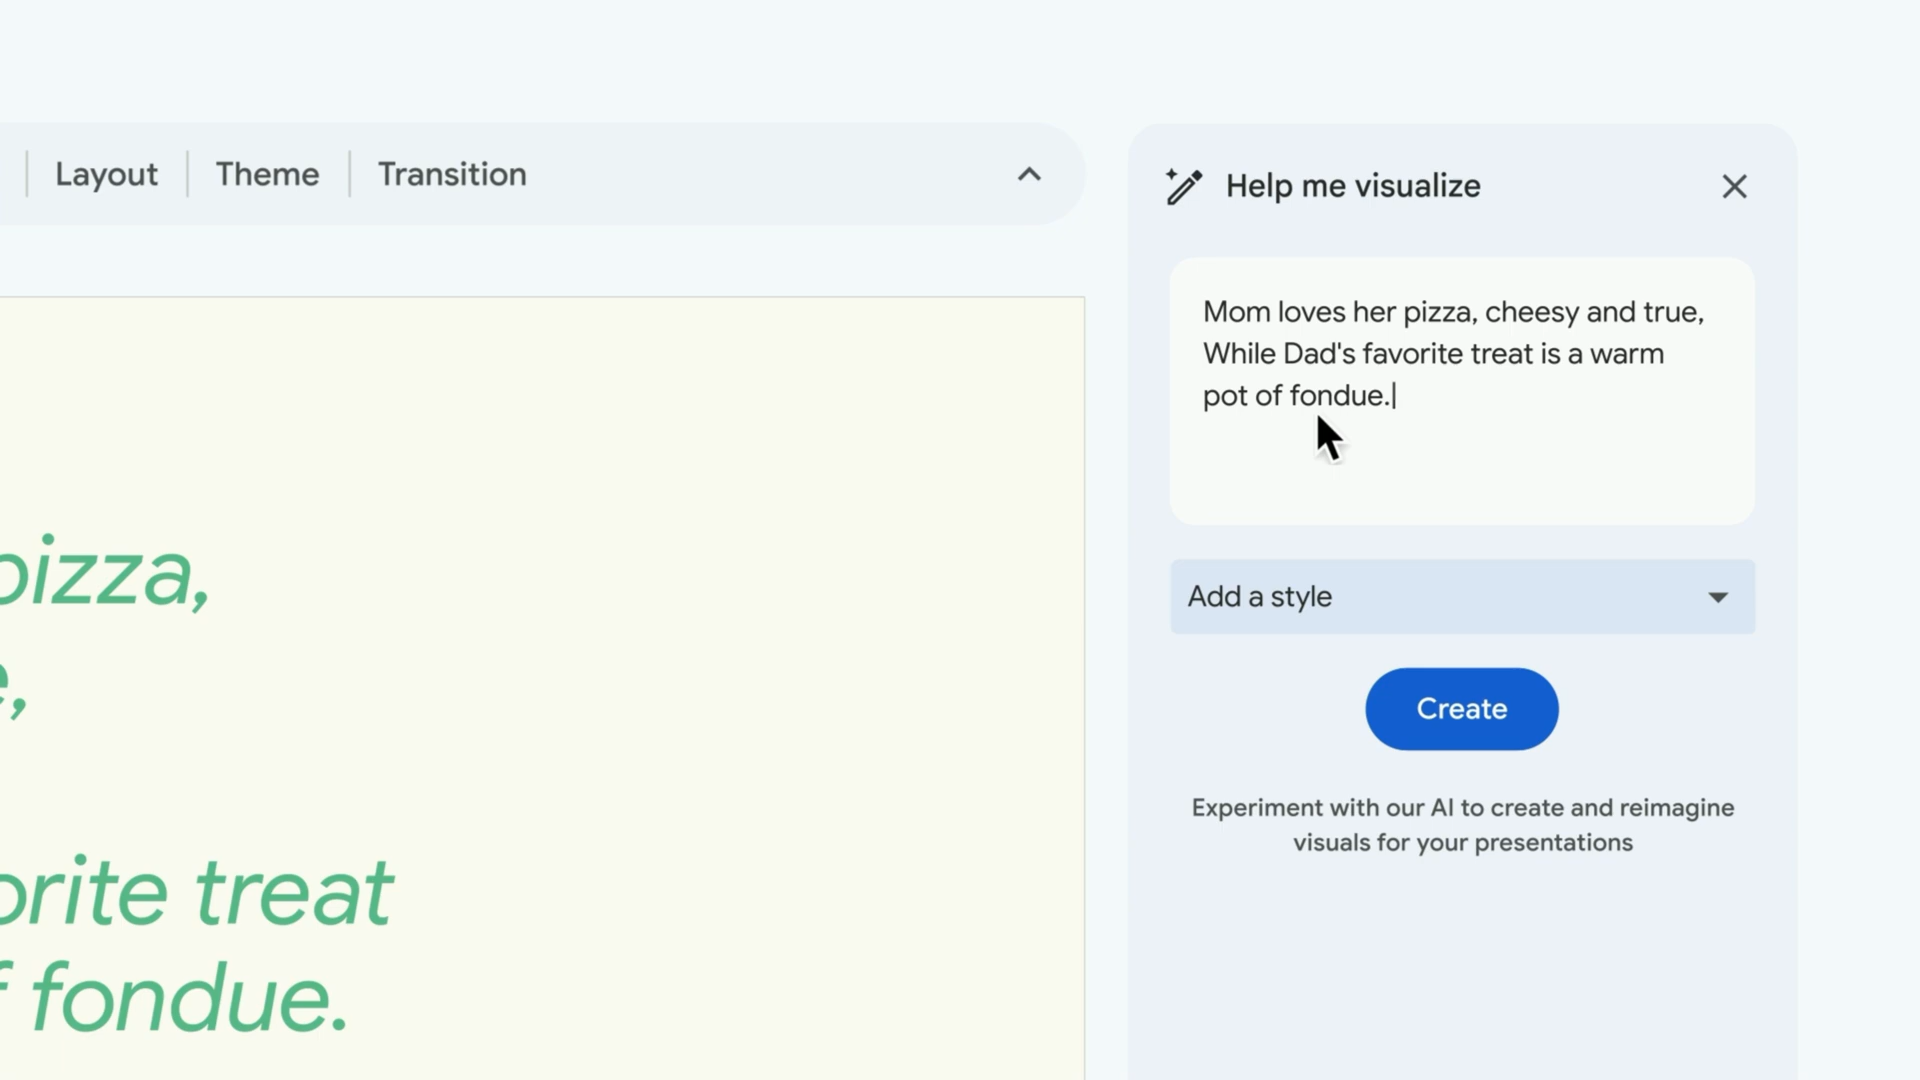 Layout
Theme
Transition
Help me visualize
Mom loves her pizza, cheesy and true,
While Dad's favorite treat is a warm
pot of fondue.
Add a style
Create
Experiment with our AI to create and reimagine
visuals for your presentations
pizza,
e,
orite treat
f fondue.